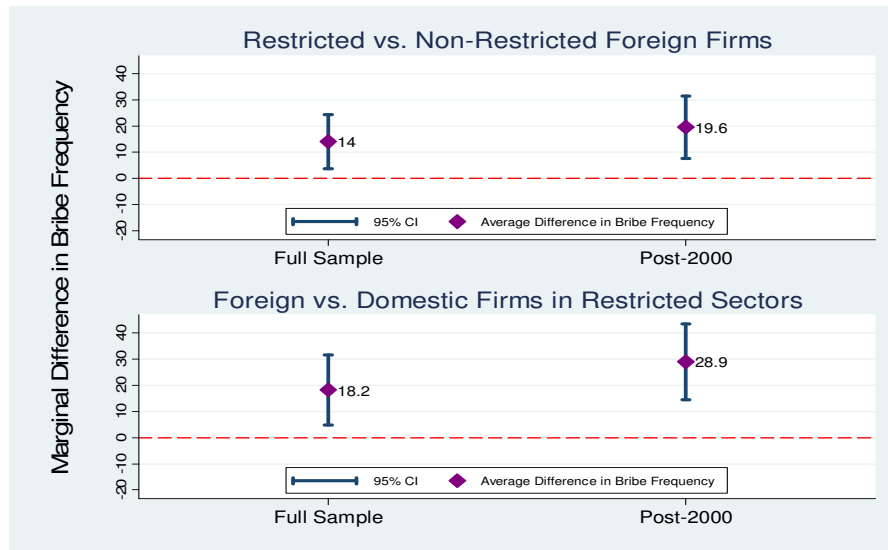 Marginal Difference in Bribe Frequency
Restricted vs. Non-Restricted Foreign Firms
40
30
20
10
0
-10
-20
14
19.6
95% CI Average Difference in Bribe Frequency
Full Sample Post-2000
Foreign vs. Domestic Firms in Restricted Sectors
40
30
20
10
0
-10
-20
18.2
28.9
95% CI Average Difference in Bribe Frequency
Full Sample Post-2000